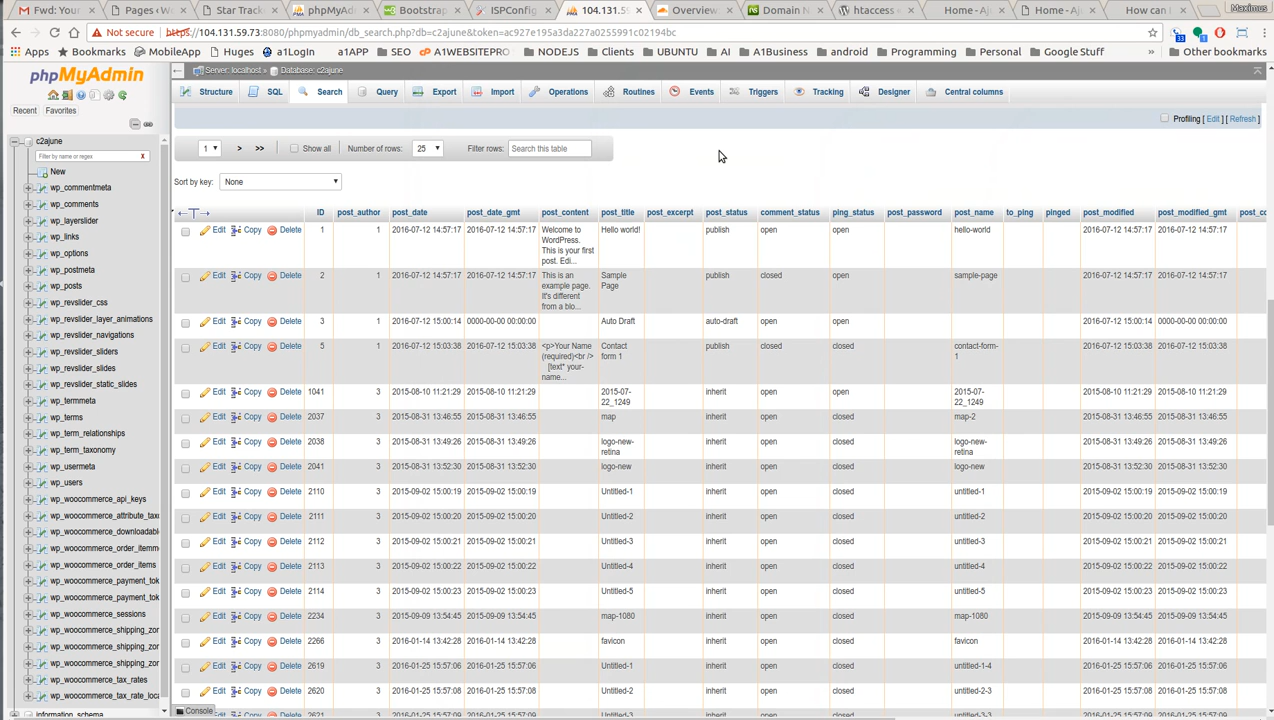 Fwd: Your
Pages ‹ W
Star Track
phpMyAd
Bootstrap
ISPConfig
104.131.59
Overview
Domain N
htaccess
Home - Aj
Home - Aj
How can I
Maximus
Not secure https://104.131.59.73:8080/phpmyadmin/db_search.php?db=c2ajune&token=ac927e195a3da227a0255991c02194bc
33
2
Apps Bookmarks MobileApp Huges a1LogIn a1APP SEO A1WEBSITEPRO NODEJS Clients UBUNTU AI A1Business android Programming Personal GoogleStuff » Other bookmarks
phpMyAdmin
Recent Favorites
c2ajune
Filter by name or regex X
New
wp_commentmeta
wp_comments
wp_layerslider
wp_links
wp_options
wp_postmeta
wp_posts
wp_revslider_css
wp_revslider_layer_animations
wp_revslider_navigations
wp_revslider_sliders
wp_revslider_slides
wp_revslider_static_slides
wp_termmeta
wp_terms
wp_term_relationships
wp_term_taxonomy
wp_usermeta
wp_users
wp_woocommerce_api_keys
wp_woocommerce_attribute_tax
wp_woocommerce_downloadab
wp_woocommerce_order_itemm
wp_woocommerce_order_items
wp_woocommerce_payment_tok
wp_woocommerce_payment_tok
wp_woocommerce_sessions
wp_woocommerce_shipping_zon
wp_woocommerce_shipping_zon
wp_woocommerce_shipping_zon
wp_woocommerce_tax_rates
wp_woocommerce_tax_rate_loca
information_schema
Server: localhost » Database: c2ajune
Structure SQL Search Query Export Import Operations Routines Events Triggers Tracking Designer Central columns
Profiling [ Edit ] [ Refresh ]
1 > >> Show all Number of rows: 25 Filter rows: Search this table
Sort by key: None
ID post_author post_date post_date_gmt post_content post_title post_excerpt post_status comment_status ping_status post_password post_name to_ping pinged post_modified post_modified_gmt post_co
Edit Copy Delete 1 1 2016-07-12 14:57:17 2016-07-12 14:57:17 Welcome to Hello world! publish open open hello-world 2016-07-12 14:57:17 2016-07-12 14:57:17
WordPress.
This is your first
post. Edi...
Edit Copy Delete 2 1 2016-07-12 14:57:17 2016-07-12 14:57:17 This is an Sample publish closed open sample-page 2016-07-12 14:57:17 2016-07-12 14:57:17
example page. Page
It's different
from a blo...
Edit Copy Delete 3 1 2016-07-12 15:00:14 0000-00-00 00:00:00 Auto Draft auto-draft open open 2016-07-12 15:00:14 0000-00-00 00:00:00
Edit Copy Delete 5 1 2016-07-12 15:03:38 2016-07-12 15:03:38 <p>Your Name Contact publish closed closed contact-form- 2016-07-12 15:03:38 2016-07-12 15:03:38
(required)<br /> form 1 1
[text* your-
name...
Edit Copy Delete 1041 3 2015-08-10 11:21:29 2015-08-10 11:21:29 2015-07- inherit open open 2015-07- 2015-08-10 11:21:29 2015-08-10 11:21:29
22_1249 22_1249
Edit Copy Delete 2037 3 2015-08-31 13:46:55 2015-08-31 13:46:55 map inherit open closed map-2 2015-08-31 13:46:55 2015-08-31 13:46:55
Edit Copy Delete 2038 3 2015-08-31 13:49:26 2015-08-31 13:49:26 logo-new- inherit open closed logo-new- 2015-08-31 13:49:26 2015-08-31 13:49:26
retina retina
Edit Copy Delete 2041 3 2015-08-31 13:52:30 2015-08-31 13:52:30 logo-new inherit open closed logo-new 2015-08-31 13:52:30 2015-08-31 13:52:30
Edit Copy Delete 2110 3 2015-09-02 15:00:19 2015-09-02 15:00:19 Untitled-1 inherit open closed untitled-1 2015-09-02 15:00:19 2015-09-02 15:00:19
Edit Copy Delete 2111 3 2015-09-02 15:00:20 2015-09-02 15:00:20 Untitled-2 inherit open closed untitled-2 2015-09-02 15:00:20 2015-09-02 15:00:20
Edit Copy Delete 2112 3 2015-09-02 15:00:21 2015-09-02 15:00:21 Untitled-3 inherit open closed untitled-3 2015-09-02 15:00:21 2015-09-02 15:00:21
Edit Copy Delete 2113 3 2015-09-02 15:00:22 2015-09-02 15:00:22 Untitled-4 inherit open closed untitled-4 2015-09-02 15:00:22 2015-09-02 15:00:22
Edit Copy Delete 2114 3 2015-09-02 15:00:23 2015-09-02 15:00:23 Untitled-5 inherit open closed untitled-5 2015-09-02 15:00:23 2015-09-02 15:00:23
Edit Copy Delete 2234 3 2015-09-09 13:54:45 2015-09-09 13:54:45 map-1080 inherit open closed map-1080 2015-09-09 13:54:45 2015-09-09 13:54:45
Edit Copy Delete 2266 3 2016-01-14 13:42:28 2016-01-14 13:42:28 favicon inherit open closed favicon 2016-01-14 13:42:28 2016-01-14 13:42:28
Edit Copy Delete 2619 3 2016-01-25 15:57:06 2016-01-25 15:57:06 Untitled-1 inherit open closed untitled-1-4 2016-01-25 15:57:06 2016-01-25 15:57:06
Edit Copy Delete 2620 3 2016-01-25 15:57:08 2016-01-25 15:57:08 Untitled-2 inherit open closed untitled-2-3 2016-01-25 15:57:08 2016-01-25 15:57:08
Console